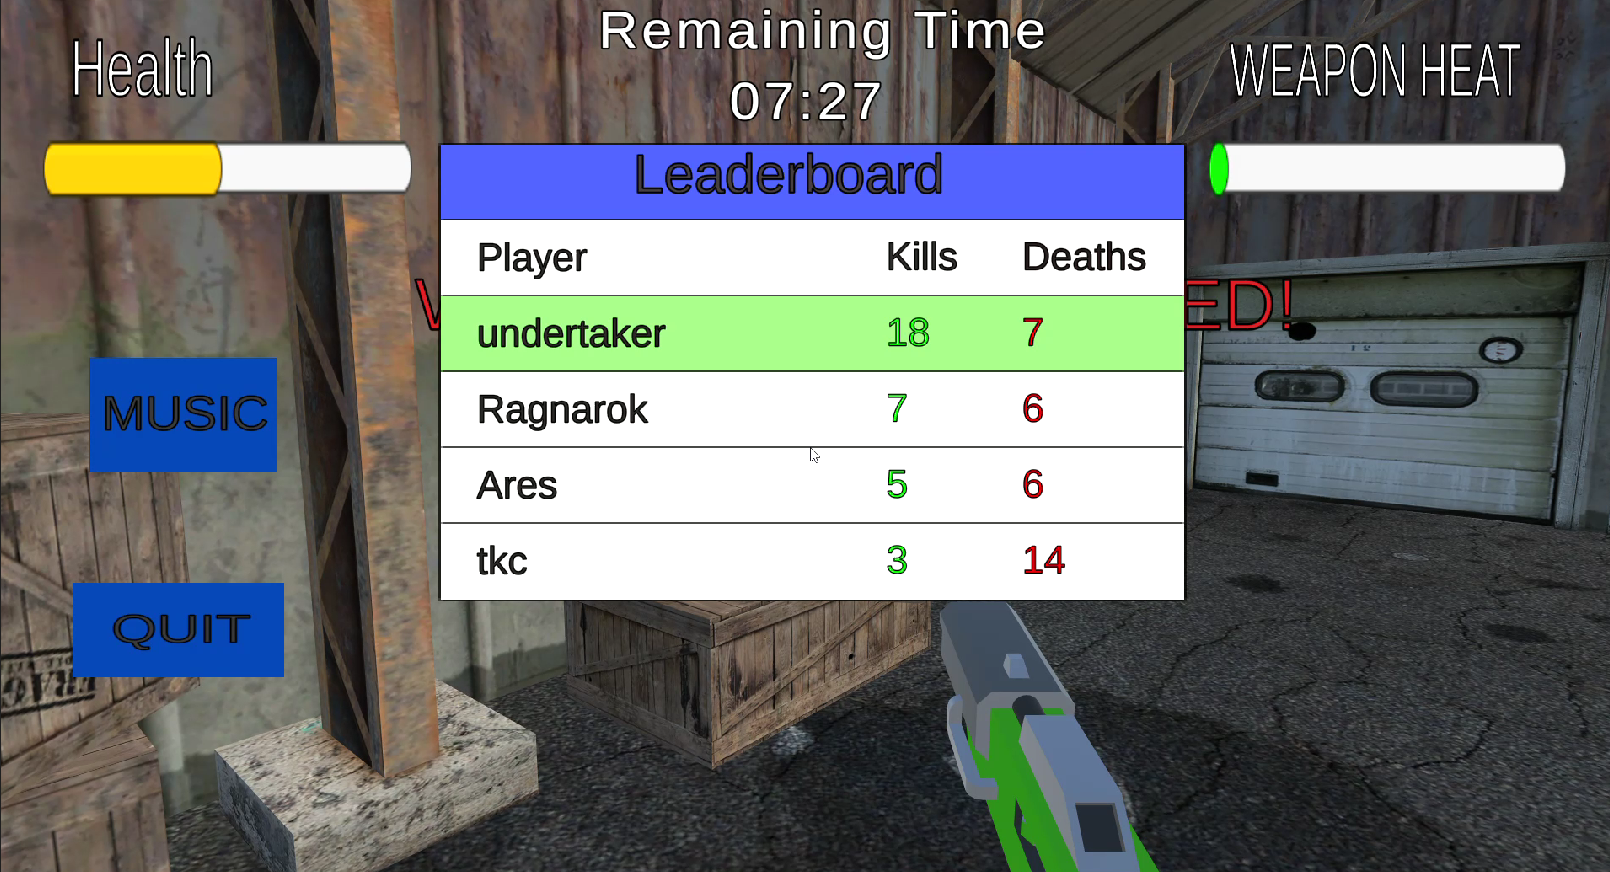 Remaining Time
07:27
Health
WEAPON HEAT
Leaderboard
Player Kills Deaths
undertaker 18 7
Ragnarok 7 6
Ares 5 6
tkc 3 14
ED!
MUSIC
QUIT